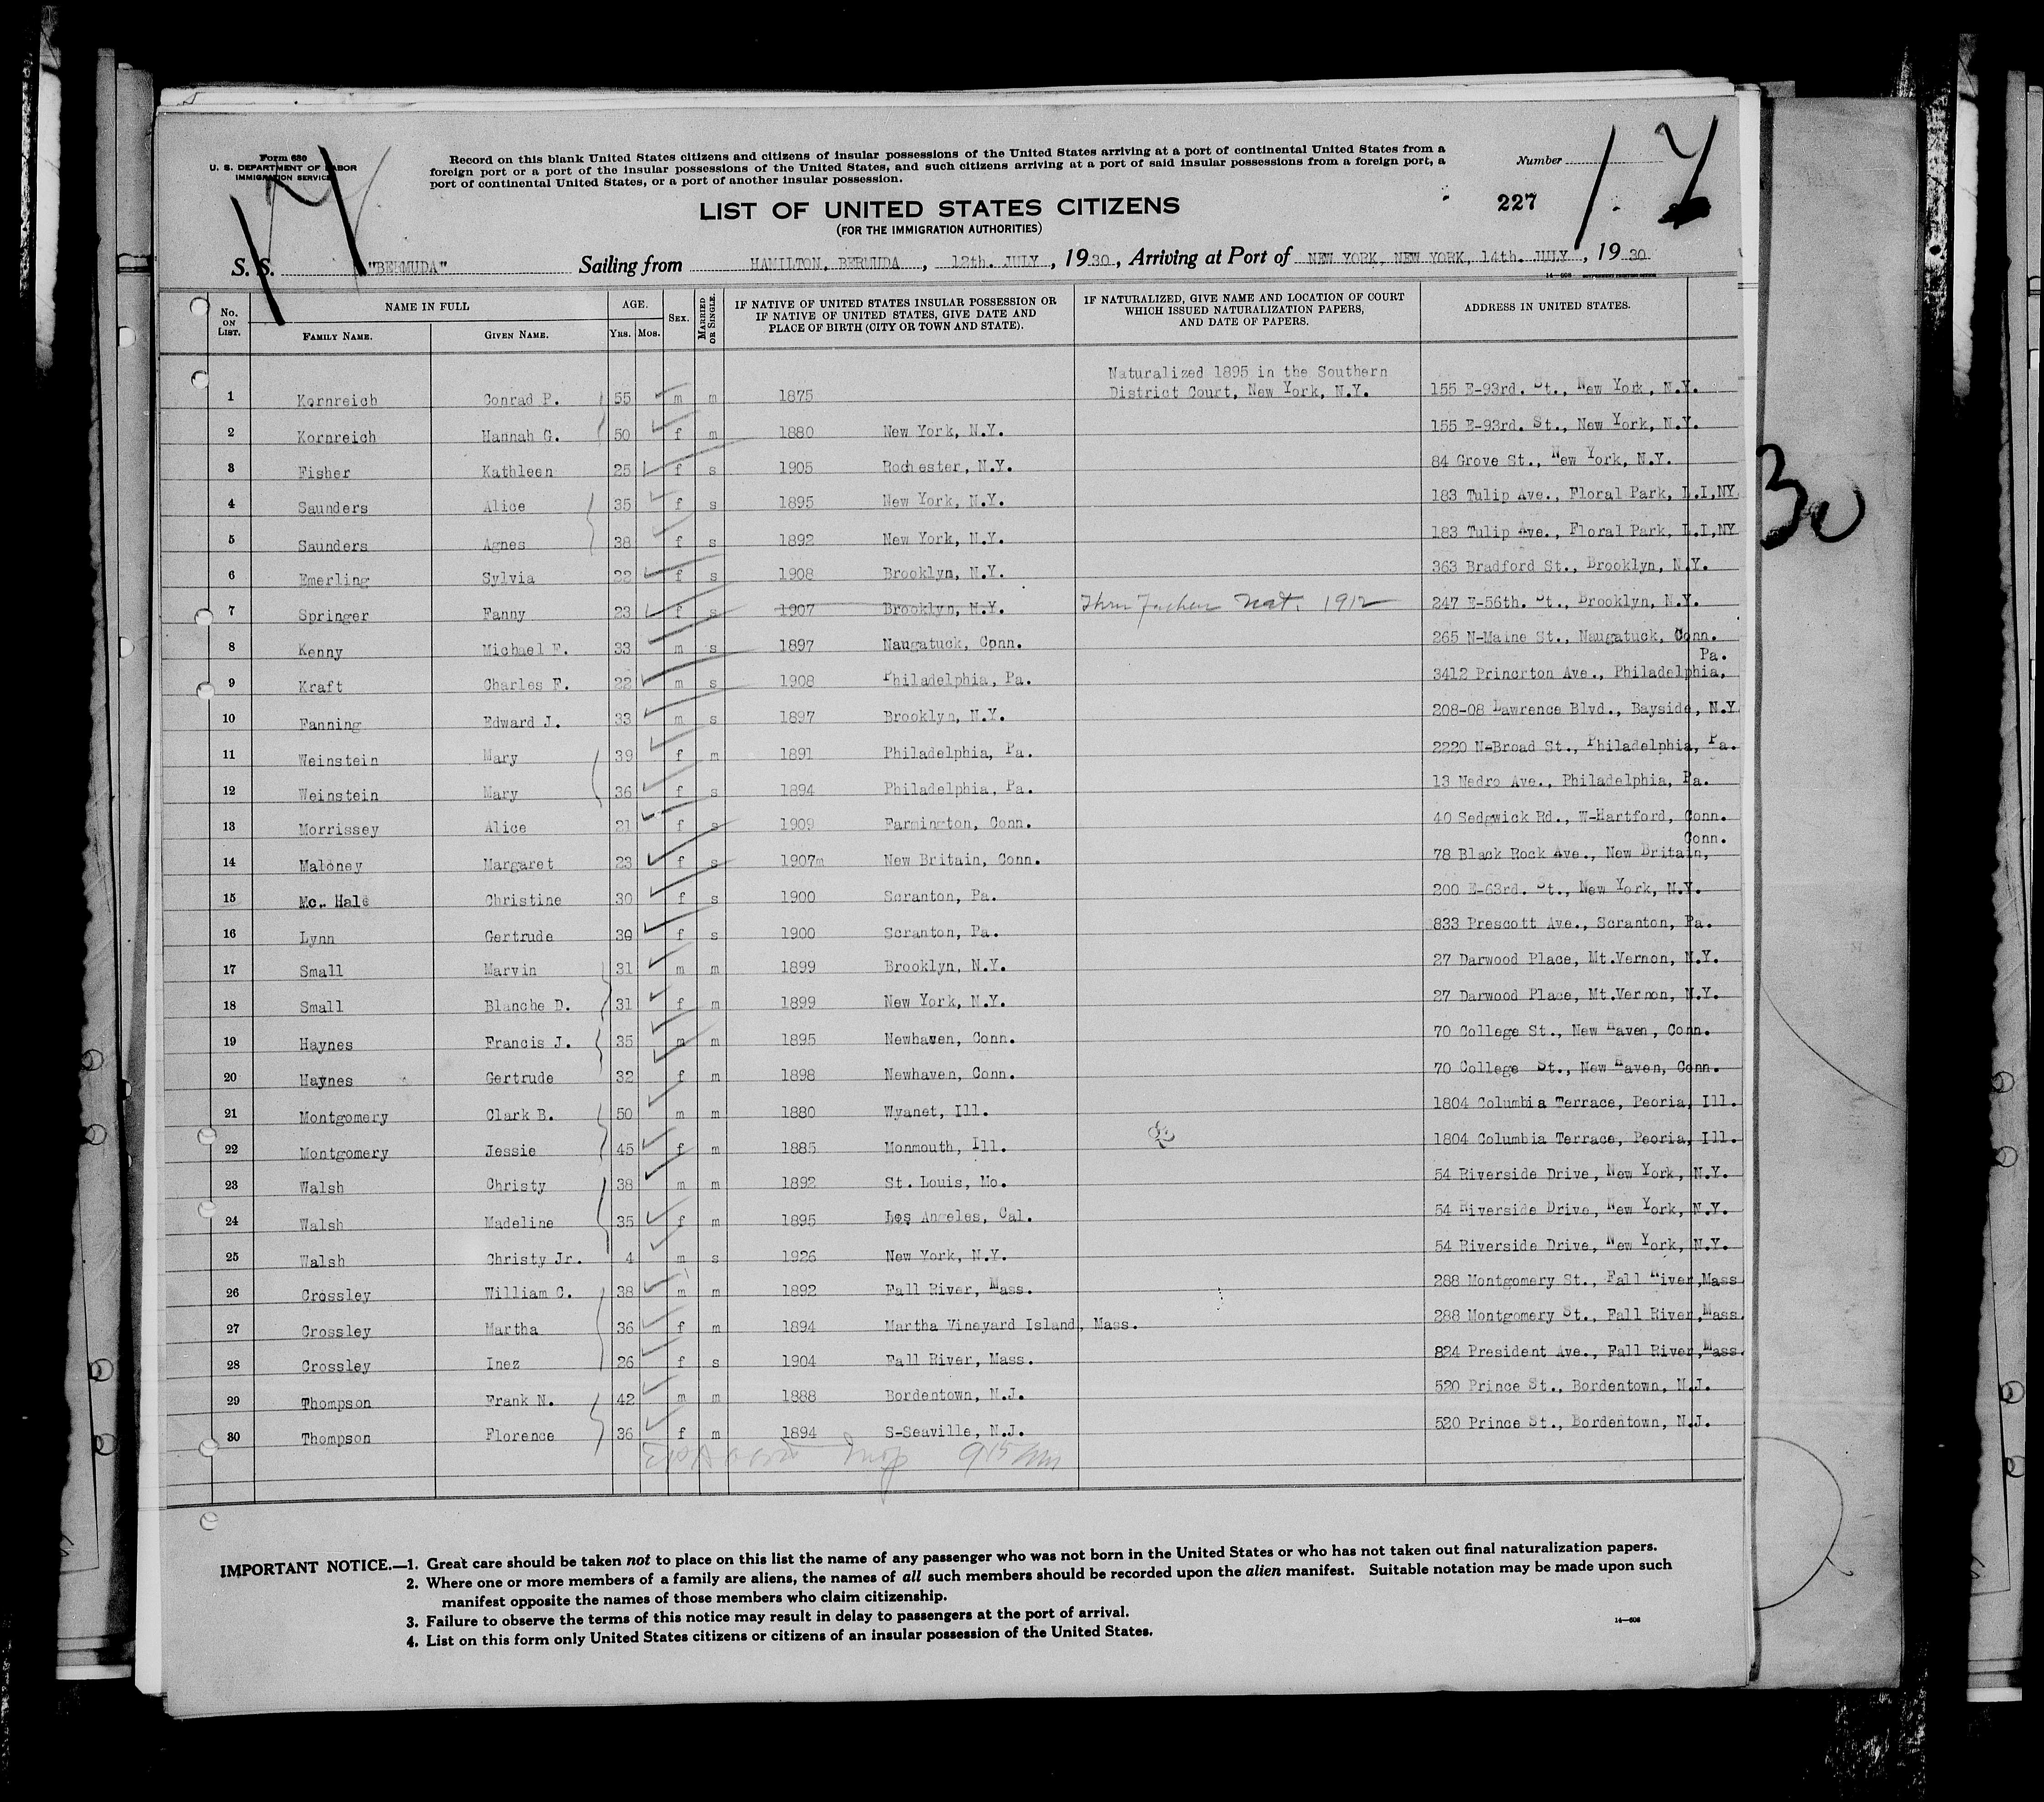 Form 630
U. S. DEPARTMENT OF LABOR
IMMIGRATION SERVICE
Record on this blank United States citizens and citizens of insular possessions of the United States arriving at a port of continental United States from a
foreign port or a port of the insular possessions of the United States, and such citizens arriving at a port of said insular possessions from a foreign port, a
port of continental United States, or a port of another insular possession.
Number
227
LIST OF UNITED STATES CITIZENS
(FOR THE IMMIGRATION AUTHORITIES)
S. S. "BERMUDA" Sailing from HAMILTON, BERMUDA, 12th. JULY, 1930, Arriving at Port of NEW YORK, NEW YORK, 14th. JULY, 1930
14—608
No. ON LIST. NAME IN FULL AGE. SEX. MARRIED OR SINGLE. IF NATIVE OF UNITED STATES INSULAR POSSESSION OR IF NATIVE OF UNITED STATES, GIVE DATE AND PLACE OF BIRTH (CITY OR TOWN AND STATE). IF NATURALIZED, GIVE NAME AND LOCATION OF COURT WHICH ISSUED NATURALIZATION PAPERS, AND DATE OF PAPERS. ADDRESS IN UNITED STATES.
FAMILY NAME. GIVEN NAME. YRS. MOS.
1 Kornreich Conrad P. 55 m m 1875 Naturalized 1895 in the Southern District Court, New York, N.Y. 155 E-93rd. St., New York, N.Y.
2 Kornreich Hannah G. 50 f m 1880 New York, N.Y. 155 E-93rd. St., New York, N.Y.
3 Fisher Kathleen 25 f s 1905 Rochester, N.Y. 84 Grove St., New York, N.Y.
4 Saunders Alice 35 f s 1895 New York, N.Y. 183 Tulip Ave., Floral Park, L.I,NY.
5 Saunders Agnes 38 f s 1892 New York, N.Y. 183 Tulip Ave., Floral Park, L.I,NY
6 Emerling Sylvia 22 f s 1908 Brooklyn, N.Y. 363 Bradford St., Brooklyn, N.Y.
7 Springer Fanny 23 f s 1907 Brooklyn, N.Y. Thru Father Nat. 1912 247 E-56th. St., Brooklyn, N.Y.
8 Kenny Michael F. 33 m s 1897 Naugatuck, Conn. 265 N-Maine St., Naugatuck, Conn.
9 Kraft Charles F. 22 m s 1908 Philadelphia, Pa. 3412 Princrton Ave., Philadelphia, Pa.
10 Fanning Edward J. 33 m s 1897 Brooklyn, N.Y. 208-08 Lawrence Blvd., Bayside, N.Y.
11 Weinstein Mary 39 f m 1891 Philadelphia, Pa. 2220 N-Broad St., Philadelphia, Pa.
12 Weinstein Mary 36 f s 1894 Philadelphia, Pa. 13 Nedro Ave., Philadelphia, Pa.
13 Morrissey Alice 21 f s 1909 Farmington, Conn. 40 Sedgwick Rd., W-Hartford, Conn.
14 Maloney Margaret 23 f s 1907m New Britain, Conn. 78 Black Rock Ave., New Britain, Conn.
15 Mc. Hale Christine 30 f s 1900 Scranton, Pa. 200 E-63rd. St., New York, N.Y.
16 Lynn Gertrude 30 f s 1900 Scranton, Pa. 833 Prescott Ave., Scranton, Pa.
17 Small Marvin 31 m m 1899 Brooklyn, N.Y. 27 Darwood Place, Mt.Vernon, N.Y.
18 Small Blanche D. 31 f m 1899 New York, N.Y. 27 Darwood Place, Mt.Vernon, N.Y.
19 Haynes Francis J. 35 m m 1895 Newhaven, Conn. 70 College St., New Haven, Conn.
20 Haynes Gertrude 32 f m 1898 Newhaven, Conn. 70 College St., New Haven, Conn.
21 Montgomery Clark B. 50 m m 1880 Wyanet, Ill. 1804 Columbia Terrace, Peoria, Ill.
22 Montgomery Jessie 45 f m 1885 Monmouth, Ill. 1804 Columbia Terrace, Peoria, Ill.
23 Walsh Christy 38 m m 1892 St. Louis, Mo. 54 Riverside Drive, New York, N.Y.
24 Walsh Madeline 35 f m 1895 Los Angeles, Cal. 54 Riverside Drive, New York, N.Y.
25 Walsh Christy Jr. 4 m s 1926 New York, N.Y. 54 Riverside Drive, New York, N.Y.
26 Crossley William C. 38 m m 1892 Fall River, Mass. 288 Montgomery St., Fall River,Mass
27 Crossley Martha 36 f m 1894 Martha Vineyard Island, Mass. 288 Montgomery St., Fall River,Mass.
28 Crossley Inez 26 f s 1904 Fall River, Mass. 824 President Ave., Fall River,Mass.
29 Thompson Frank N. 42 m m 1888 Bordentown, N.J. 520 Prince St., Bordentown, N.J.
30 Thompson Florence 36 f m 1894 S-Seaville, N.J. 520 Prince St., Bordentown, N.J.
915 am
30
IMPORTANT NOTICE.—1. Great care should be taken not to place on this list the name of any passenger who was not born in the United States or who has not taken out final naturalization papers.
2. Where one or more members of a family are aliens, the names of all such members should be recorded upon the alien manifest. Suitable notation may be made upon such
manifest opposite the names of those members who claim citizenship.
3. Failure to observe the terms of this notice may result in delay to passengers at the port of arrival.
4. List on this form only United States citizens or citizens of an insular possession of the United States.
14—608